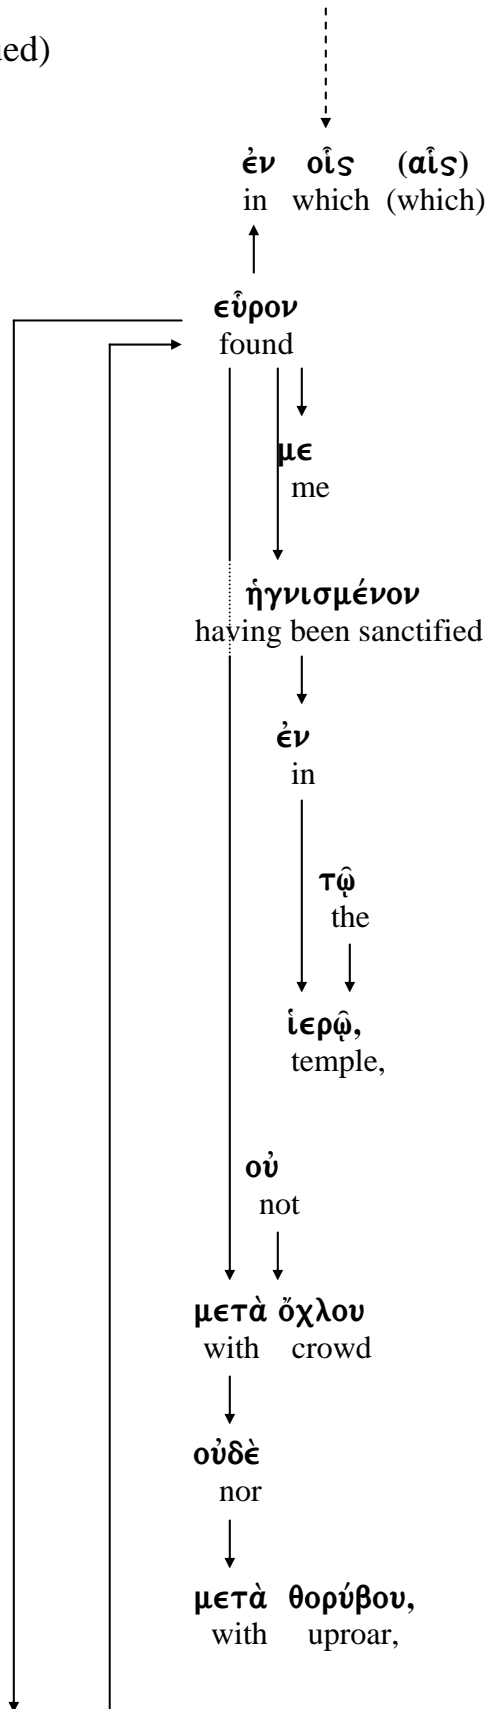 ied)
ἐν οἷς (αἷς)
in which (which)
εὗρον
found
με
me
ἡγνισμένον
having been sanctified
ἐν
in
τῷ
the
ἱερῷ,
temple,
οὐ
not
μετὰ ὄχλου
with crowd
οὐδὲ
nor
μετὰ θορύβου,
with uproar,